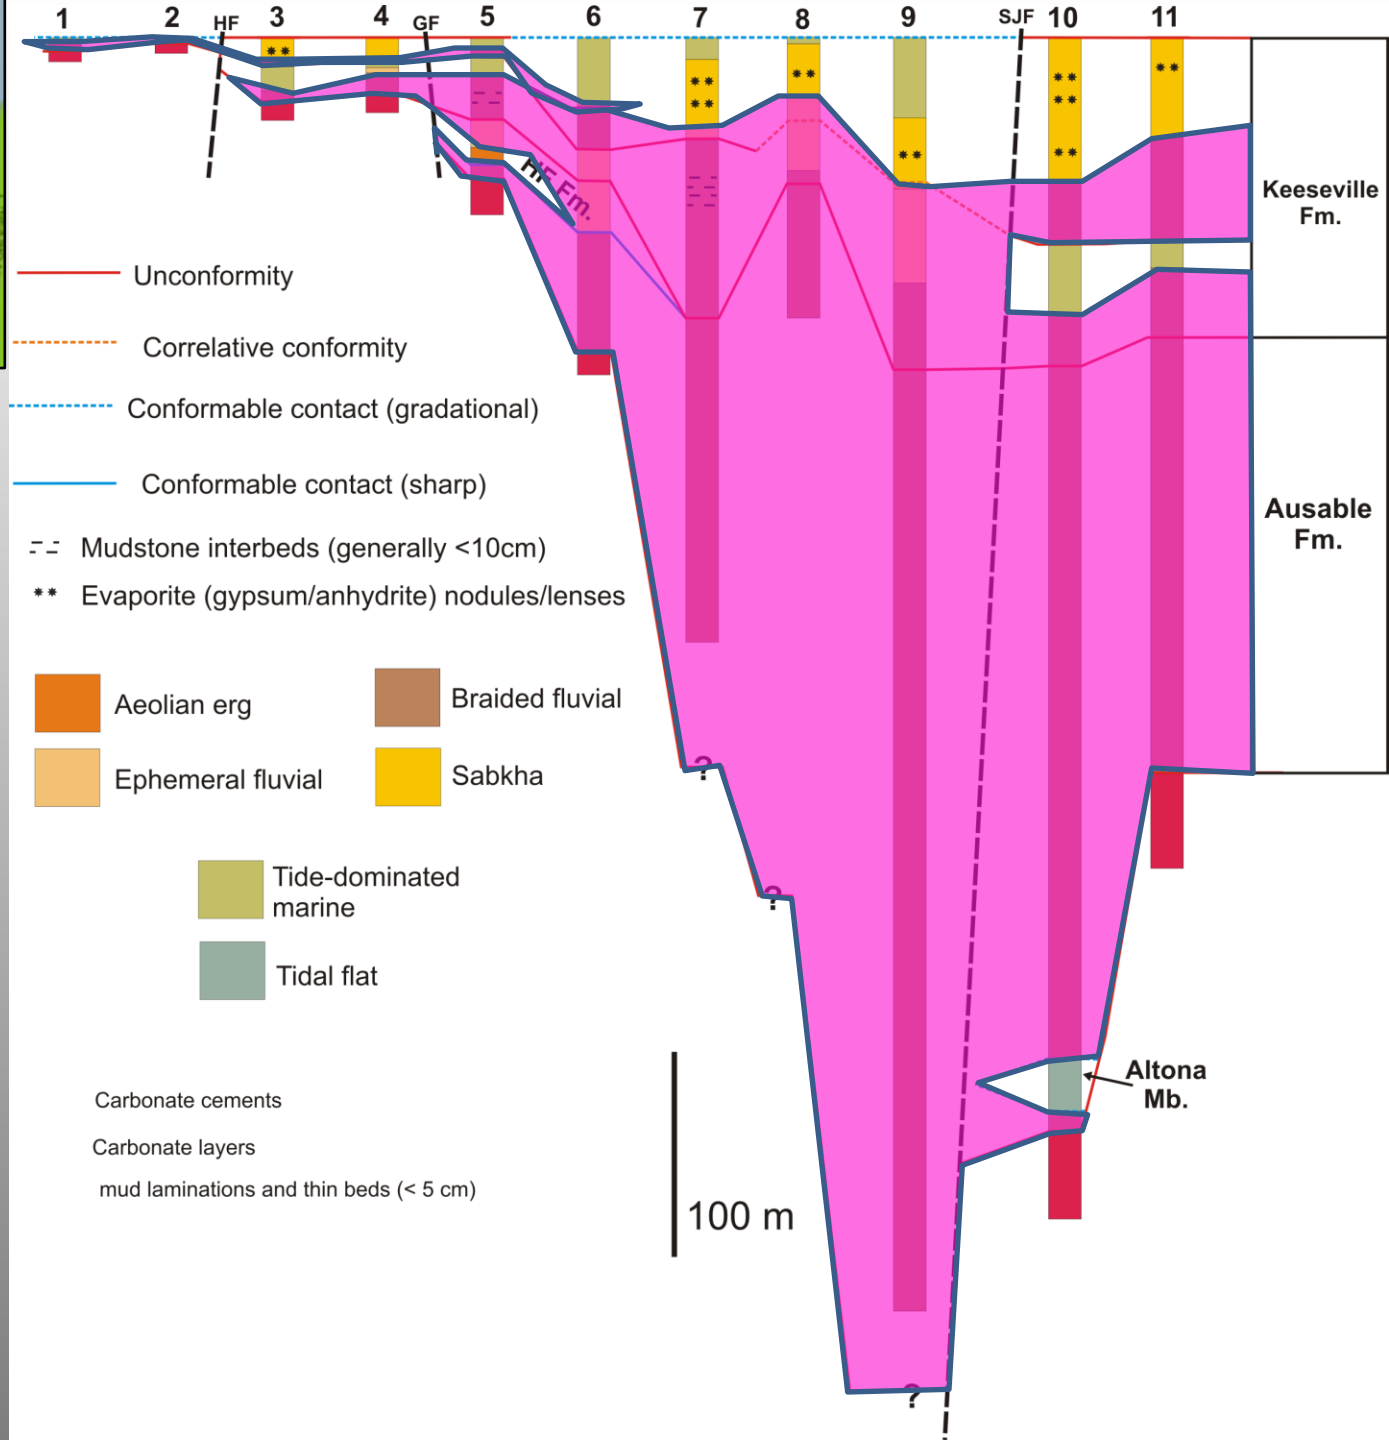 1 2 HF 3 4 GF 5 6 7 8 9 SJF 10 11
Keeseville
Fm.
HF Fm.
Unconformity
Correlative conformity
Conformable contact (gradational)
Conformable contact (sharp)
Ausable
Fm.
Mudstone interbeds (generally <10cm)
Evaporite (gypsum/anhydrite) nodules/lenses
Aeolian erg
Braided fluvial
Ephemeral fluvial
Sabkha
?
?
Tide-dominated
marine
Tidal flat
Altona
Mb.
Carbonate cements
Carbonate layers
mud laminations and thin beds (< 5 cm)
100 m
?